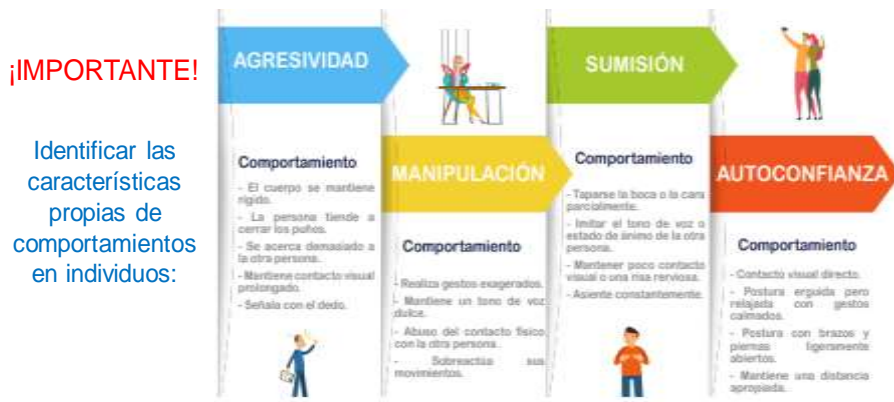 ¡IMPORTANTE!
Identificar las
características
propias de
comportamientos
en individuos:
AGRESIVIDAD
Comportamiento
- El cuerpo se mantiene
rígido.
- La persona tiende a
cerrar los puños.
- Se acerca demasiado a
la otra persona.
- Mantiene contacto visual
prolongado.
- Señala con el dedo.
MANIPULACIÓN
Comportamiento
- Realiza gestos exagerados.
- Mantiene un tono de voz
dulce.
- Abuso del contacto físico
con la otra persona.
- Sobreactúa sus
movimientos.
SUMISIÓN
Comportamiento
- Taparse la boca o la cara
parcialmente.
- Imitar el tono de voz o
estado de ánimo de la otra
persona.
- Mantener poco contacto
visual o una risa nerviosa.
- Asiente constantemente.
AUTOCONFIANZA
Comportamiento
- Contacto visual directo.
- Postura erguida pero
relajada con gestos
calmados.
- Postura con brazos y
piernas ligeramente
abiertos.
- Mantiene una distancia
apropiada.